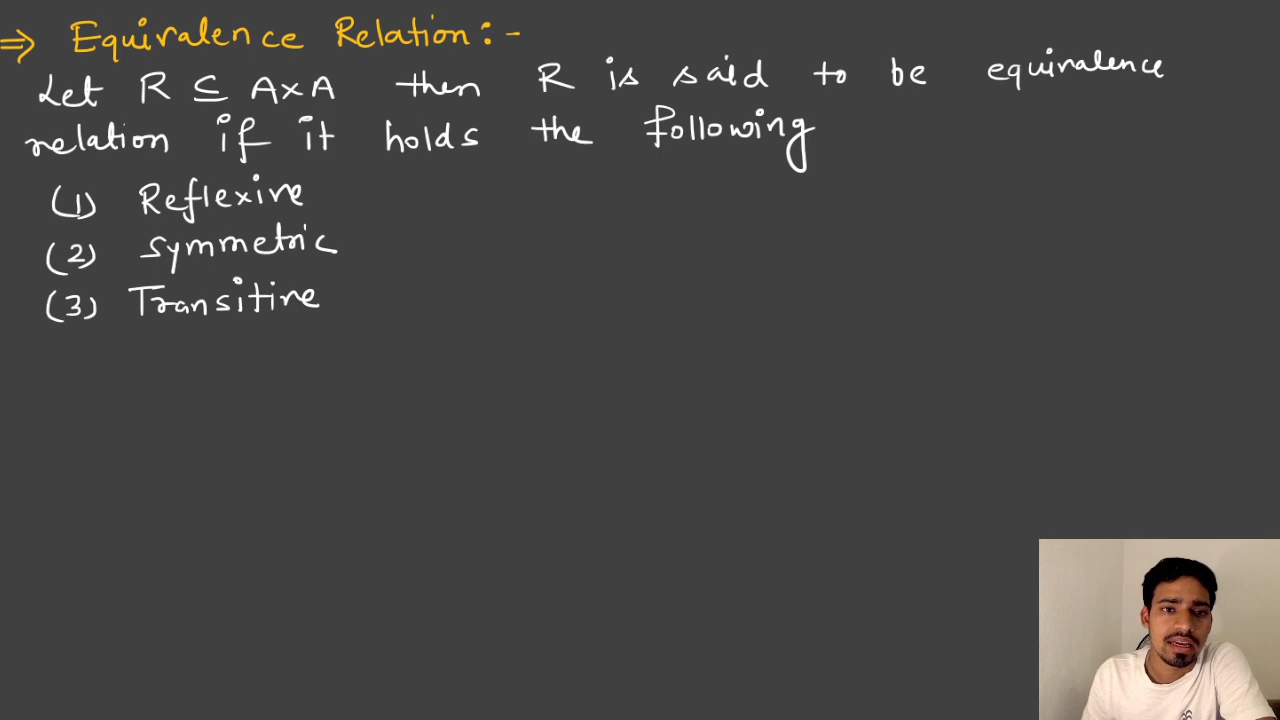 ⇒ Equivalence Relation:-
Let R ⊆ A×A then R is said to be equivalence
relation if it holds the following
(1) Reflexive
(2) Symmetric
(3) Transitive